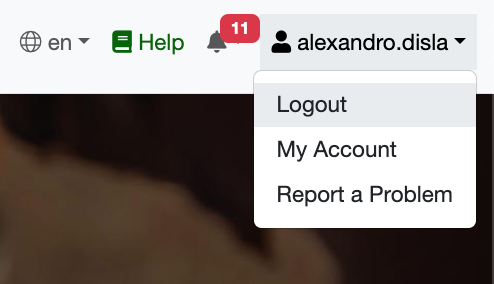 en Help 11 alexandro.disla
Logout
My Account
Report a Problem